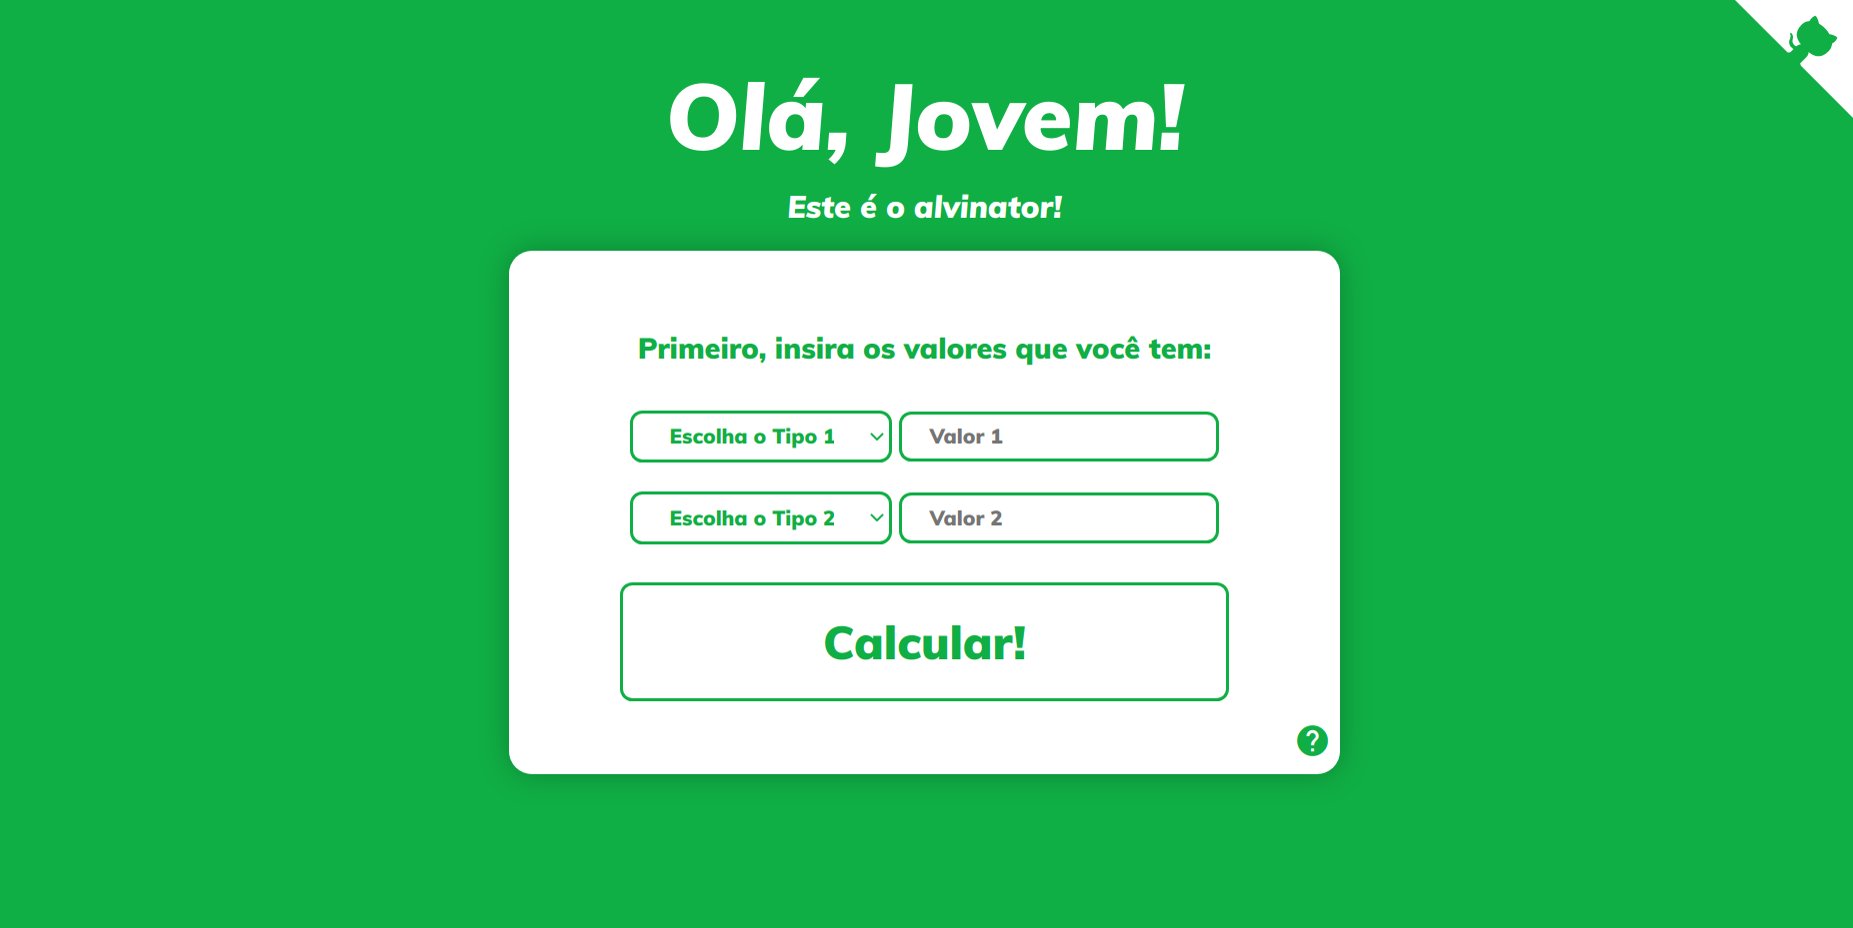 Olá, Jovem!
Este é o alvinator!
Primeiro, insira os valores que você tem:
Escolha o Tipo 1
Valor 1
Escolha o Tipo 2
Valor 2
Calcular!
?